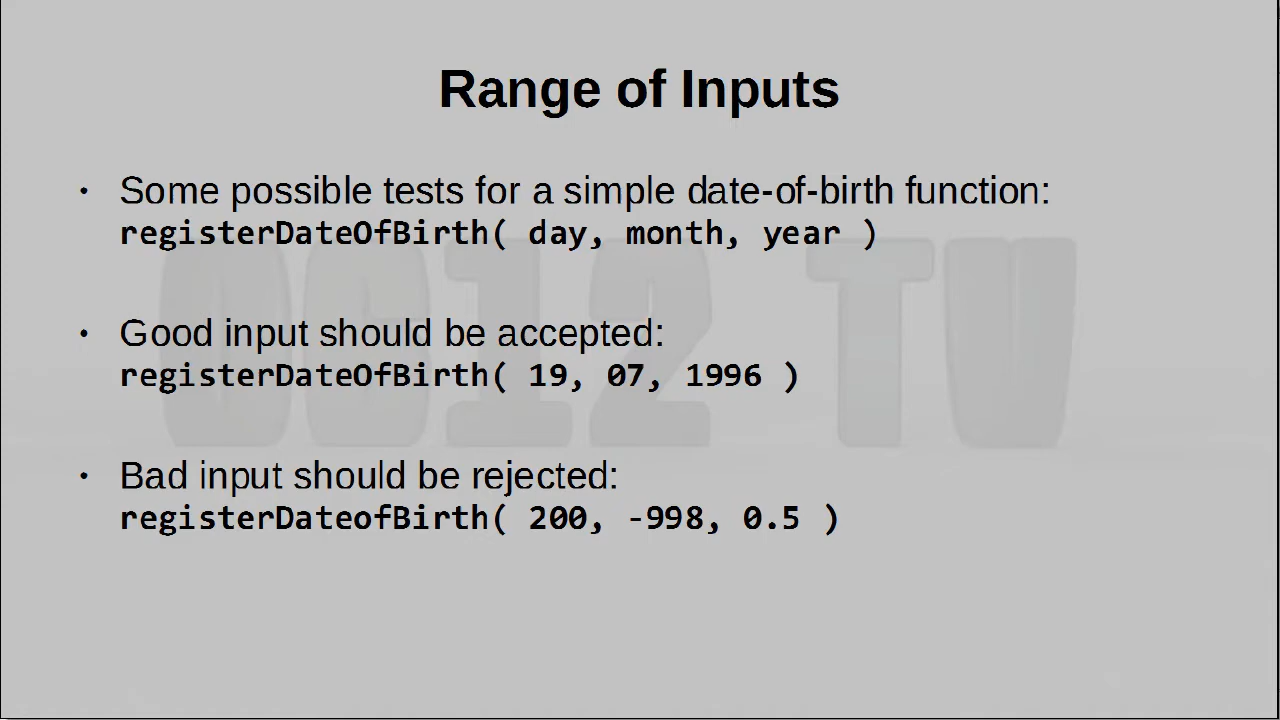 Range of Inputs
• Some possible tests for a simple date-of-birth function:
registerDateOfBirth( day, month, year )
• Good input should be accepted:
registerDateOfBirth( 19, 07, 1996 )
• Bad input should be rejected:
registerDateofBirth( 200, -998, 0.5 )